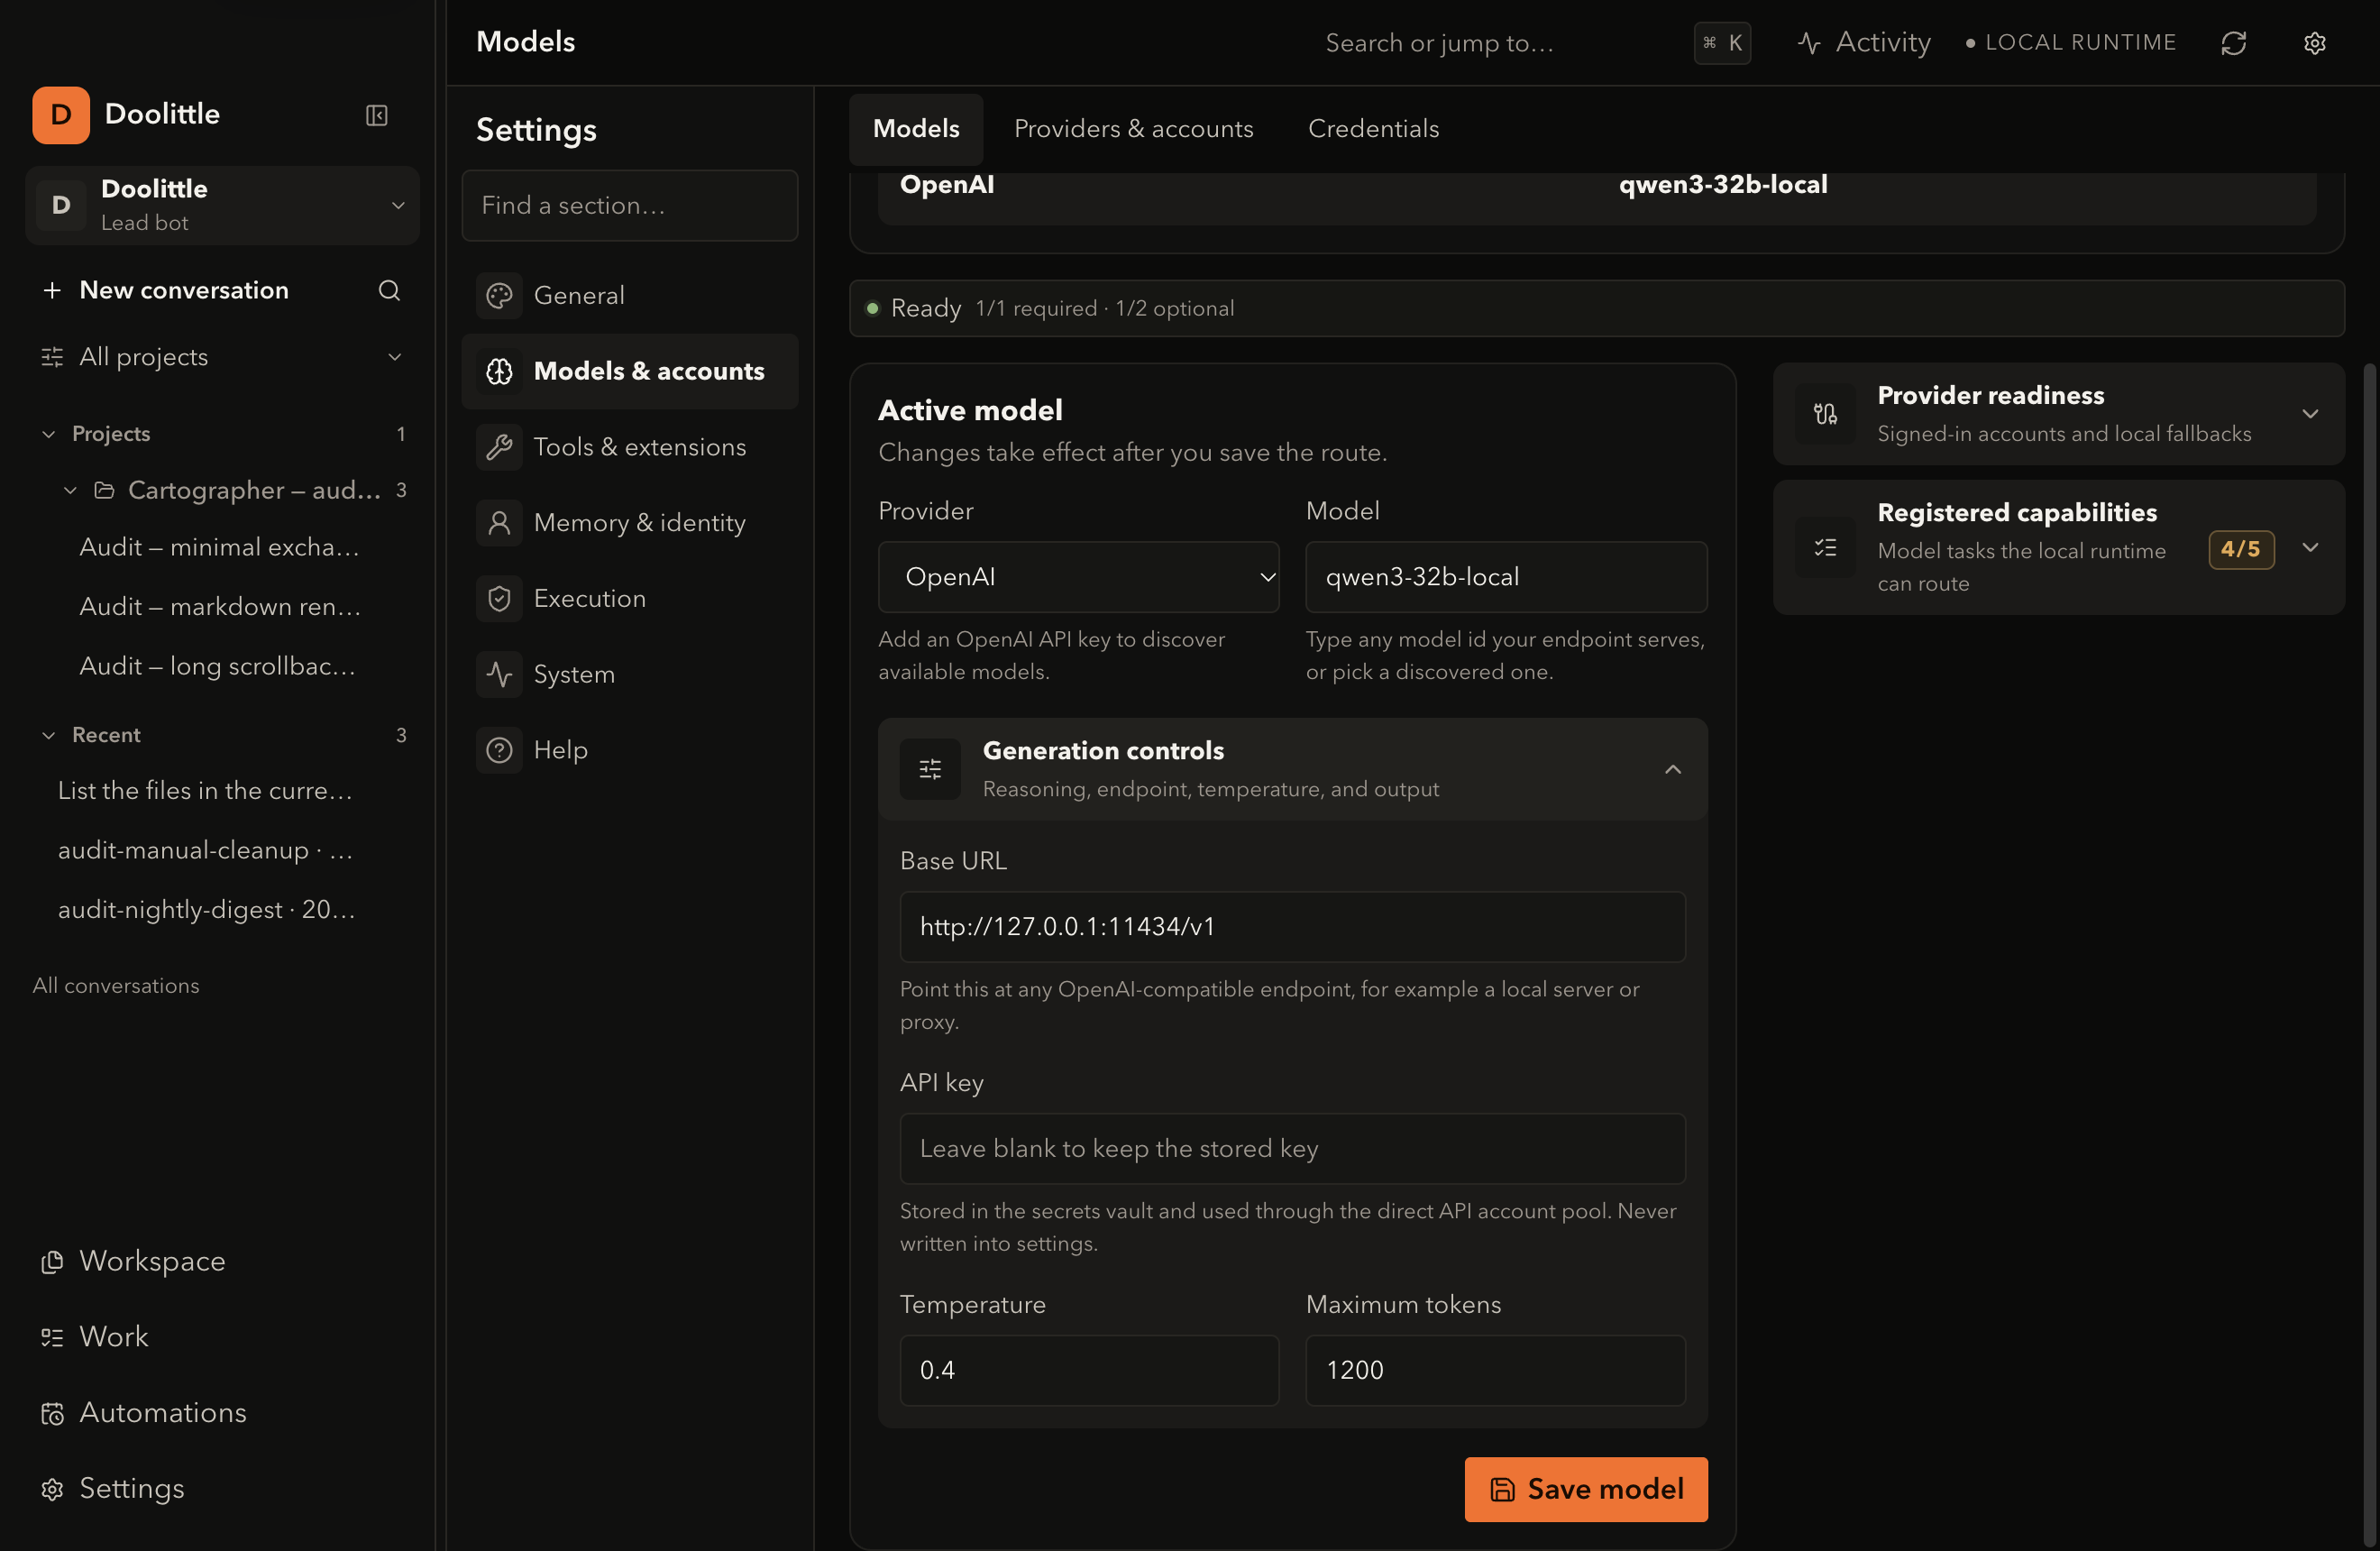 D
Doolittle
D
Doolittle
Lead bot
New conversation
All projects
Projects 1
Cartographer – aud... 3
Audit – minimal excha...
Audit – markdown ren...
Audit – long scrollbac...
Recent 3
List the files in the curre...
audit-manual-cleanup · ...
audit-nightly-digest · 20...
All conversations
Workspace
Work
Automations
Settings
Models
Search or jump to...
⌘ K
Activity
LOCAL RUNTIME
Settings
Find a section...
General
Models & accounts
Tools & extensions
Memory & identity
Execution
System
Help
Models
Providers & accounts
Credentials
OpenAI
qwen3-32b-local
Ready 1/1 required · 1/2 optional
Active model
Changes take effect after you save the route.
Provider
OpenAI
Add an OpenAI API key to discover
available models.
Model
qwen3-32b-local
Type any model id your endpoint serves,
or pick a discovered one.
Generation controls
Reasoning, endpoint, temperature, and output
Base URL
http://127.0.0.1:11434/v1
Point this at any OpenAI-compatible endpoint, for example a local server or
proxy.
API key
Leave blank to keep the stored key
Stored in the secrets vault and used through the direct API account pool. Never
written into settings.
Temperature
0.4
Maximum tokens
1200
Save model
Provider readiness
Signed-in accounts and local fallbacks
Registered capabilities
Model tasks the local runtime
can route
4/5